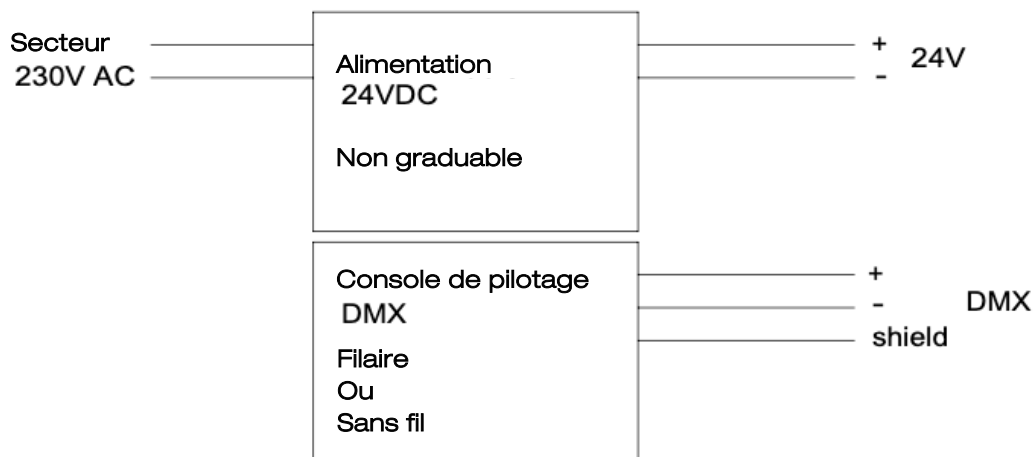 Secteur
230V AC
Alimentation
24VDC
Non graduable
+
-
24V
Console de pilotage
DMX
Filaire
Ou
Sans fil
+
-
shield
DMX